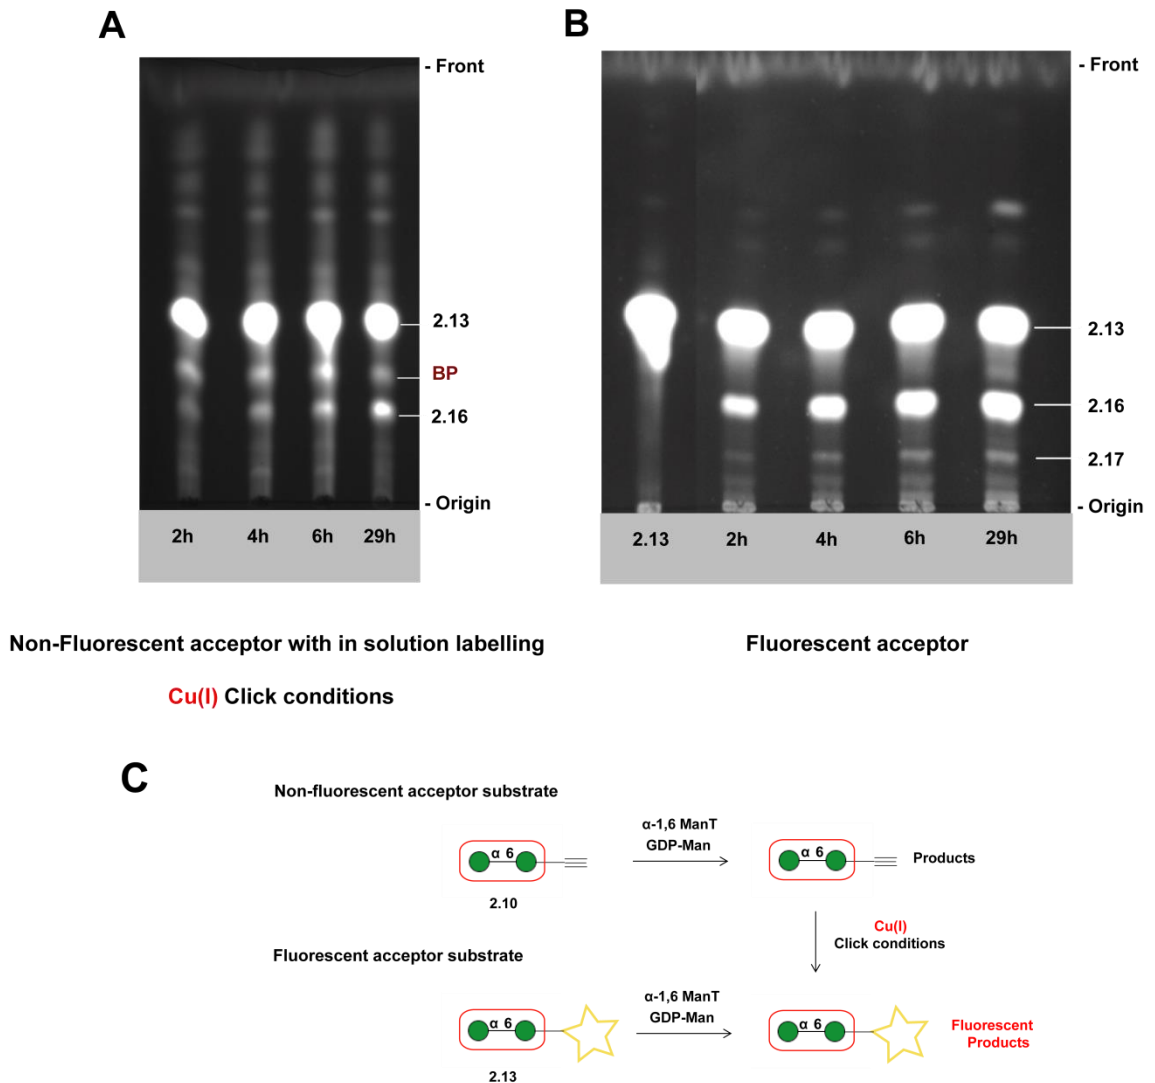 A
B
- Front
- Front
2.13
BP
2.16
2.13
2.16
2.17
- Origin
- Origin
2h 4h 6h 29h
2.13 2h 4h 6h 29h
Non-Fluorescent acceptor with in solution labelling
Fluorescent acceptor
Cu(I) Click conditions
C
Non-fluorescent acceptor substrate
α-1,6 ManT
GDP-Man
α 6
α 6
Products
2.10
Cu(I)
Click conditions
Fluorescent acceptor substrate
α-1,6 ManT
GDP-Man
α 6
α 6
Fluorescent
Products
2.13